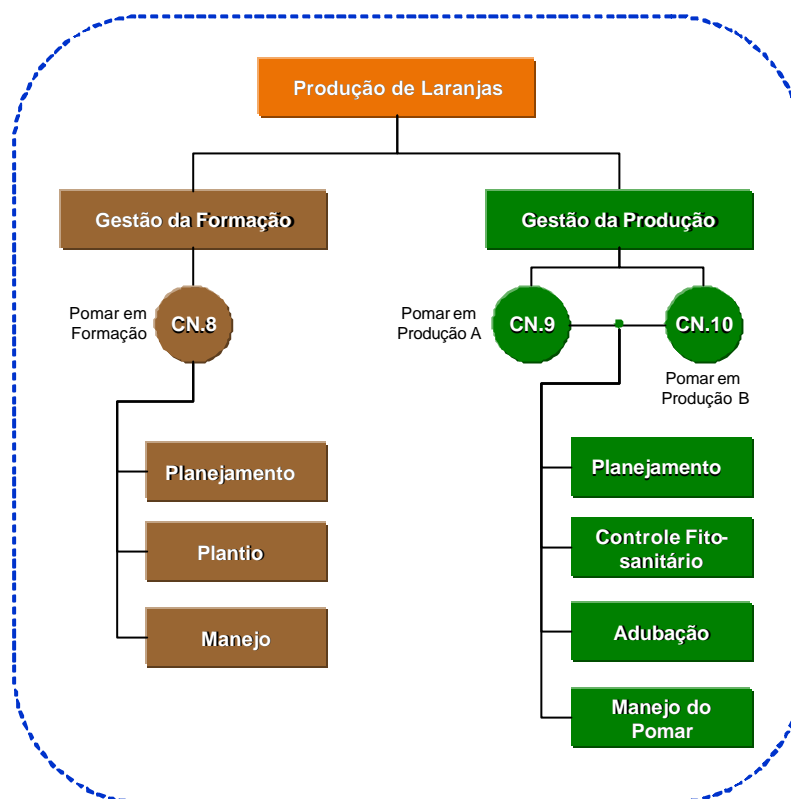 Produção de Laranjas
Gestão da Formação
Gestão da Produção
Pomar em
Formação
CN.8
Pomar em
Produção A
CN.9
CN.10
Pomar em
Produção B
Planejamento
Plantio
Manejo
Planejamento
Controle Fito-
sanitário
Adubação
Manejo do
Pomar